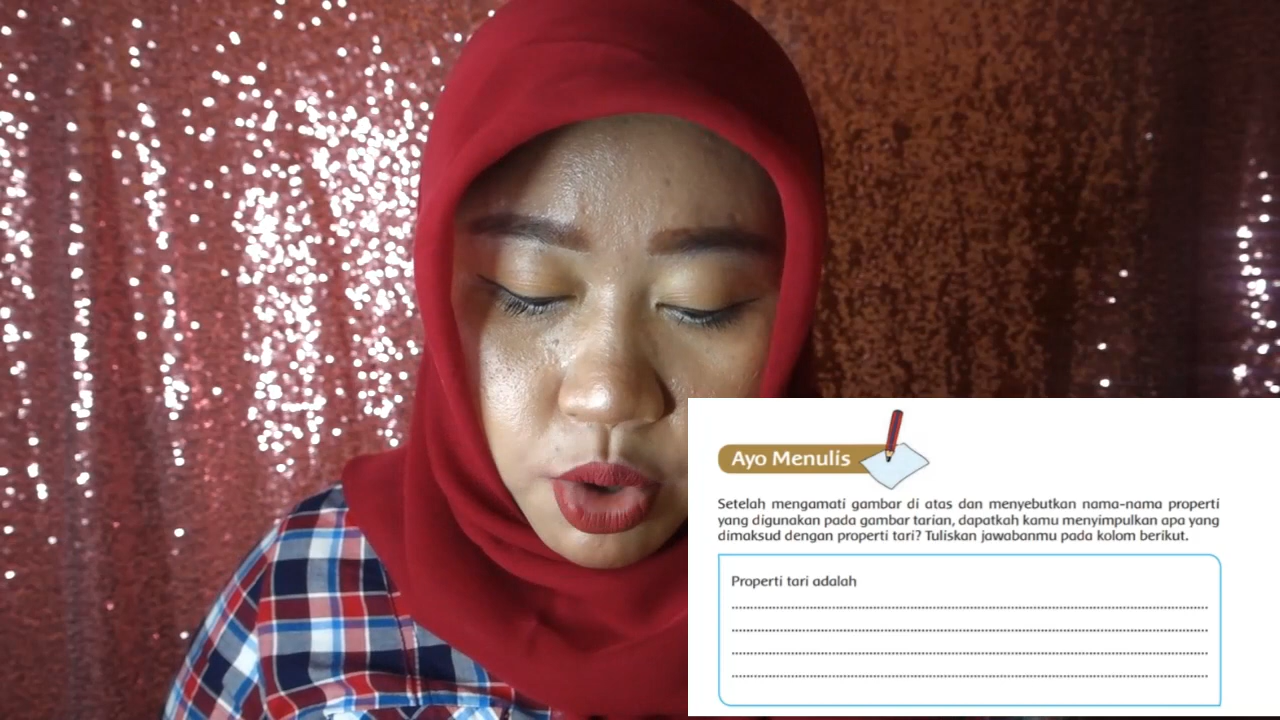 Ayo Menulis
Setelah mengamati gambar di atas dan menyebutkan nama-nama properti
yang digunakan pada gambar tarian, dapatkah kamu menyimpulkan apa yang
dimaksud dengan properti tari? Tuliskan jawabanmu pada kolom berikut.
Properti tari adalah